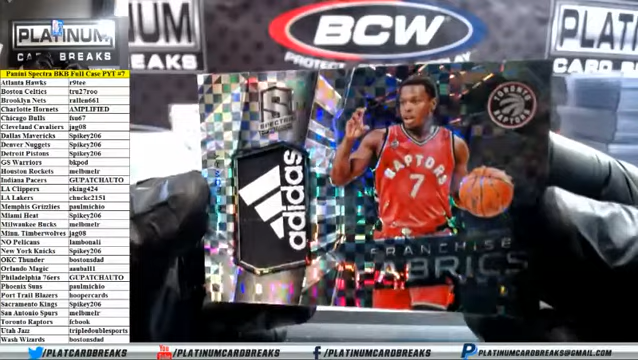 PLATINUM
CARD BREAKS
Panini Spectra BKB Full Case PYT #7
Atlanta Hawks r9tee
Boston Celtics tru27roo
Brooklyn Nets rallen661
Charlotte Hornets AMPLIFIED
Chicago Bulls fsu67
Cleveland Cavaliers jag08
Dallas Mavericks Spikey206
Denver Nuggets Spikey206
Detroit Pistons Spikey206
GS Warriors bkpod
Houston Rockets melbmelr
Indiana Pacers GUPATCHAUTO
LA Clippers eking424
LA Lakers chuckc2151
Memphis Grizzlies paulmichio
Miami Heat Spikey206
Milwaukee Bucks melbmelr
Minn. Timberwolves jag08
NO Pelicans lambonali
New York Knicks Spikey206
OKC Thunder bostonsdad
Orlando Magic
Philadelphia 76ers GUPATCHAUTO
Phoenix Suns paulmichio
Port Trail Blazers hoopercards
Sacramento Kings Spikey206
San Antonio Spurs melbmelr
Toronto Raptors fcbook
Utah Jazz tripledoublesports
Wash Wizards bostonsdad
BREAKS
BCW
PLATINUM
CARD BREAKS
SPECTRA
adidas
TORONTO
RAPTORS
RAPTORS
7
FRANCHISE
FABRICS
/PLATCARDBREAKS
You Tube /PLATINUMCARDBREAKS
/PLATINUMCARDBREAKS
PLATINUMCARDBREAKS@GMAIL.COM